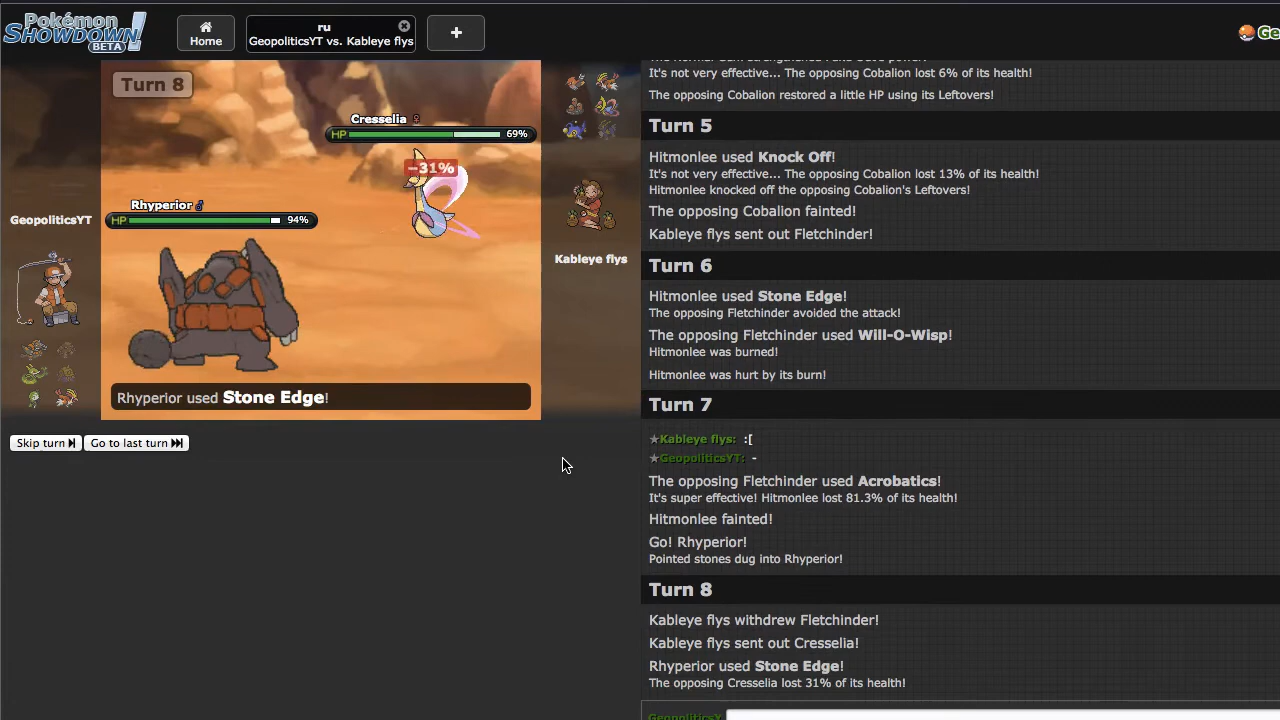 Pokémon
SHOWDOWN!
BETA
Home
ru
GeopoliticsYT vs. Kableye flys
+
Ge
Turn 8
Cresselia
HP 69%
−31%
Rhyperior
HP 94%
GeopoliticsYT
Kableye flys
Rhyperior used Stone Edge!
Skip turn
Go to last turn
It's not very effective... The opposing Cobalion lost 6% of its health!
The opposing Cobalion restored a little HP using its Leftovers!
Turn 5
Hitmonlee used Knock Off!
It's not very effective... The opposing Cobalion lost 13% of its health!
Hitmonlee knocked off the opposing Cobalion's Leftovers!
The opposing Cobalion fainted!
Kableye flys sent out Fletchinder!
Turn 6
Hitmonlee used Stone Edge!
The opposing Fletchinder avoided the attack!
The opposing Fletchinder used Will-O-Wisp!
Hitmonlee was burned!
Hitmonlee was hurt by its burn!
Turn 7
★Kableye flys: :[
★GeopoliticsYT: -
The opposing Fletchinder used Acrobatics!
It's super effective! Hitmonlee lost 81.3% of its health!
Hitmonlee fainted!
Go! Rhyperior!
Pointed stones dug into Rhyperior!
Turn 8
Kableye flys withdrew Fletchinder!
Kableye flys sent out Cresselia!
Rhyperior used Stone Edge!
The opposing Cresselia lost 31% of its health!
GeopoliticsY